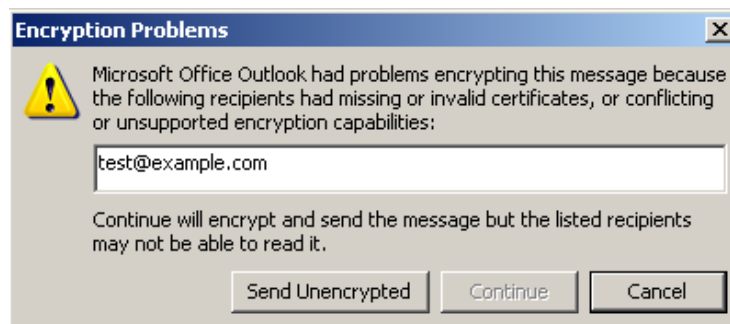 Encryption Problems
Microsoft Office Outlook had problems encrypting this message because
the following recipients had missing or invalid certificates, or conflicting
or unsupported encryption capabilities:
test@example.com
Continue will encrypt and send the message but the listed recipients
may not be able to read it.
Send Unencrypted Continue Cancel